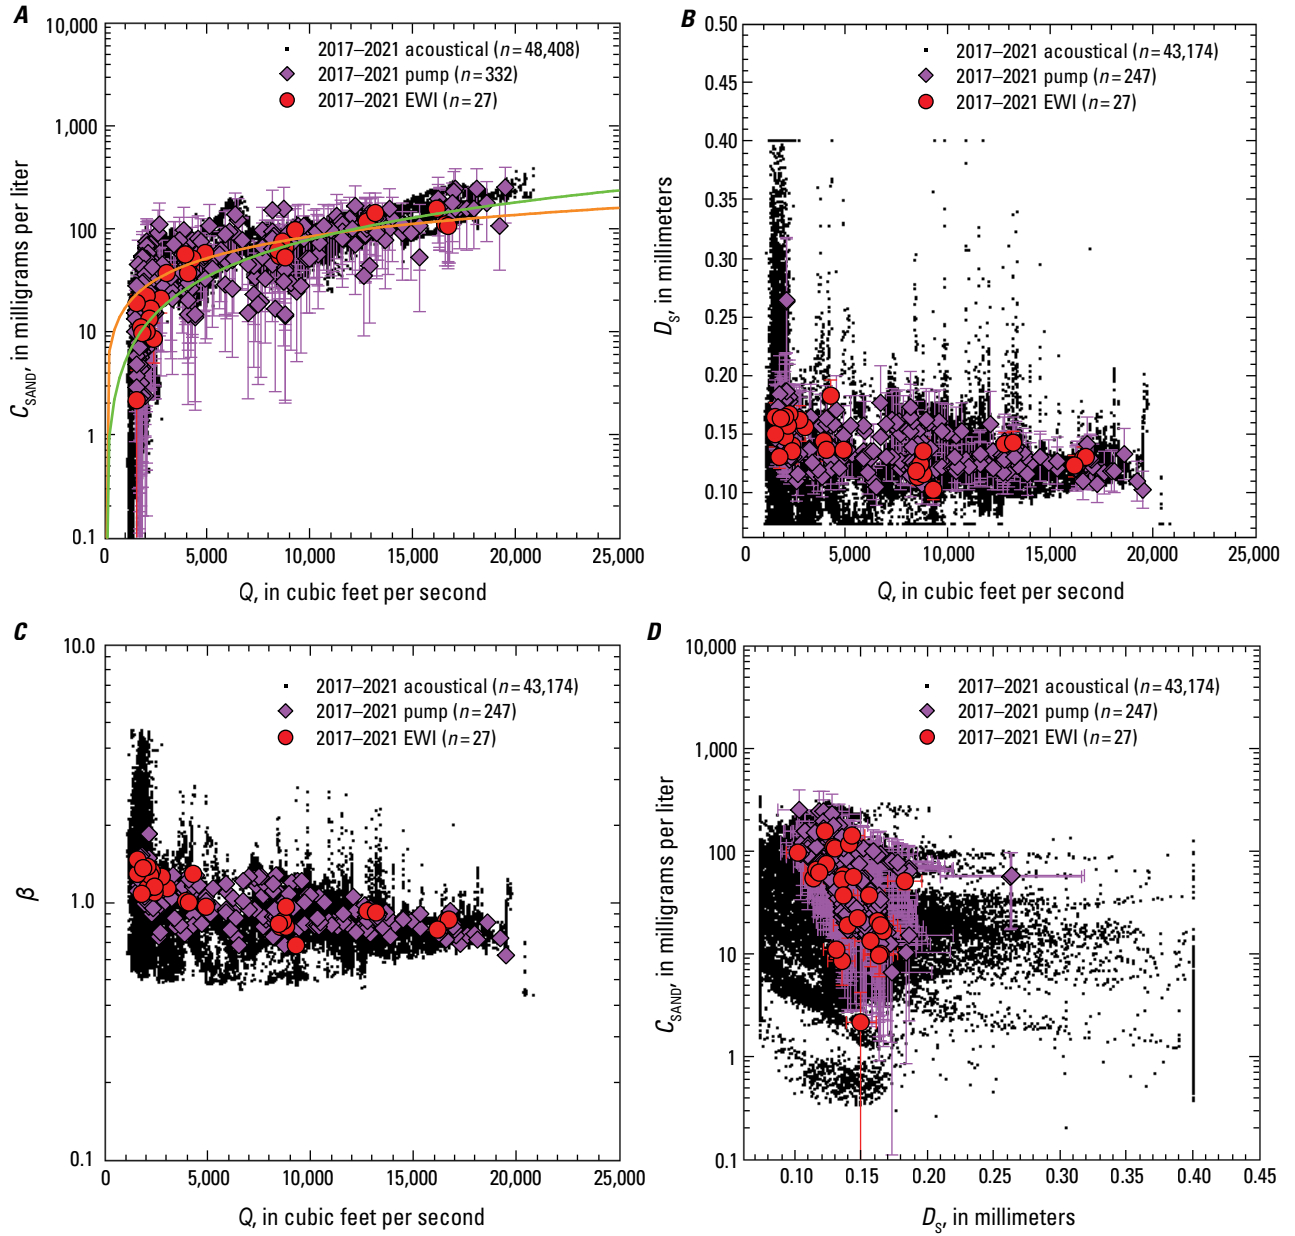 A
10,000
1,000
100
10
1
0.1
C SAND, in milligrams per liter
2017–2021 acoustical (n=48,408)
2017–2021 pump (n=332)
2017–2021 EWI (n=27)
0 5,000 10,000 15,000 20,000 25,000
Q, in cubic feet per second
B
0.50
0.45
0.40
0.35
0.30
0.25
0.20
0.15
0.10
D S, in millimeters
2017–2021 acoustical (n=43,174)
2017–2021 pump (n=247)
2017–2021 EWI (n=27)
0 5,000 10,000 15,000 20,000 25,000
Q, in cubic feet per second
C
10.0
1.0
0.1
β
2017–2021 acoustical (n=43,174)
2017–2021 pump (n=247)
2017–2021 EWI (n=27)
0 5,000 10,000 15,000 20,000 25,000
Q, in cubic feet per second
D
10,000
1,000
100
10
1
0.1
C SAND, in milligrams per liter
2017–2021 acoustical (n=43,174)
2017–2021 pump (n=247)
2017–2021 EWI (n=27)
0.10 0.15 0.20 0.25 0.30 0.35 0.40 0.45
D S, in millimeters